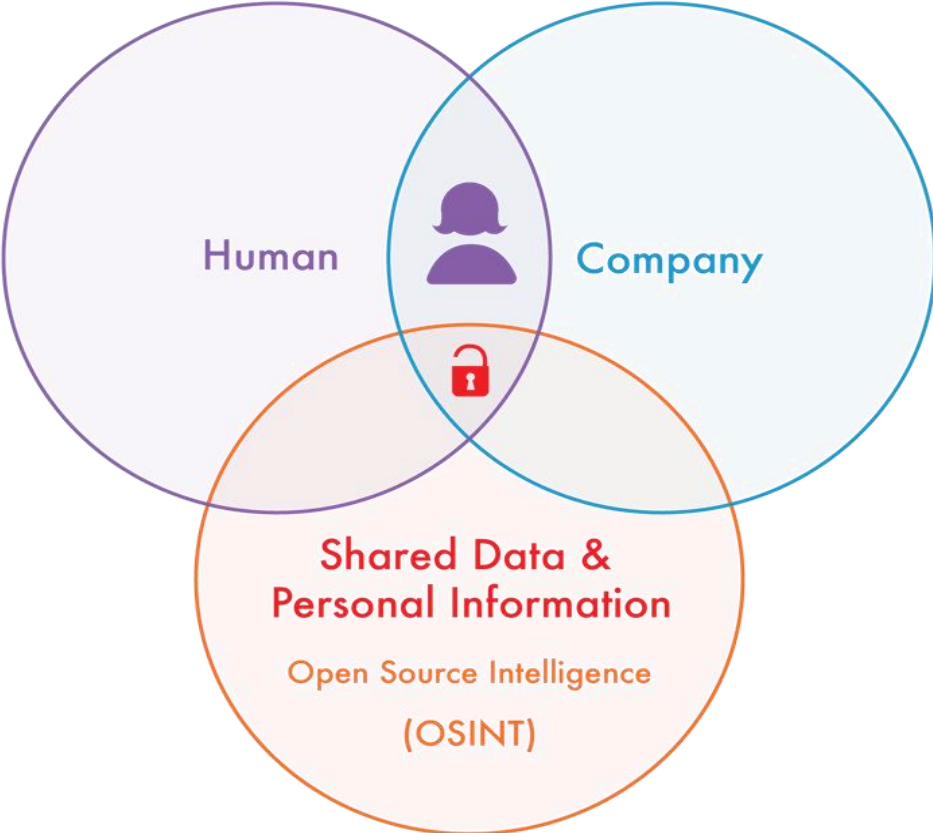 Human
Company
Shared Data &
Personal Information
Open Source Intelligence
(OSINT)